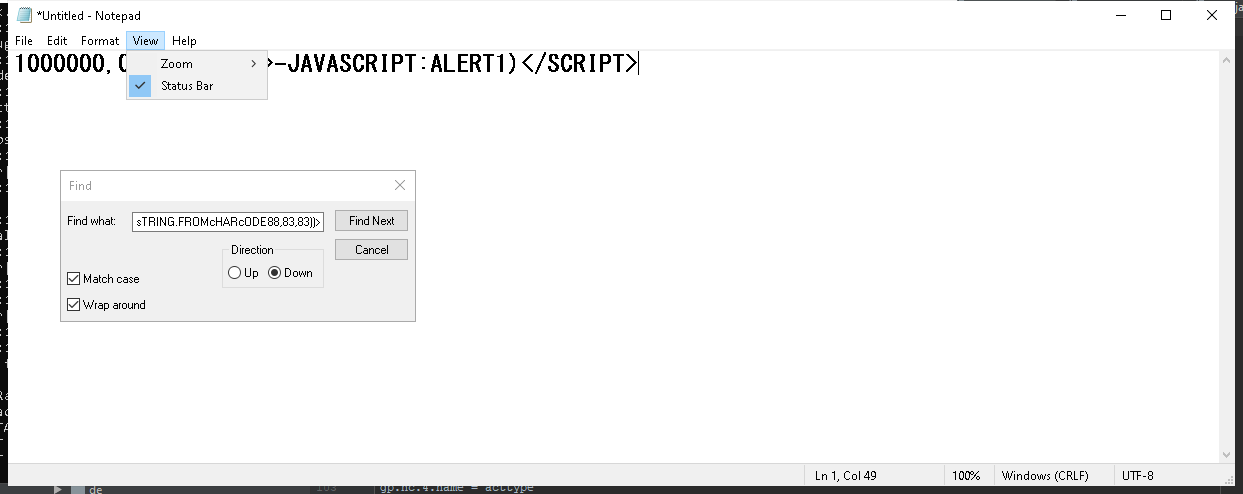 *Untitled - Notepad
File Edit Format View Help
1000000,
>-JAVASCRIPT:ALERT1)</SCRIPT>
Zoom
Status Bar
Find
Find what: sTRING.FROMcHARcODE88,83,83))> Find Next
Direction Cancel
Up Down
Match case
Wrap around
Ln 1, Col 49 100% Windows (CRLF) UTF-8
de 103 gp.nc.4.name = acttype